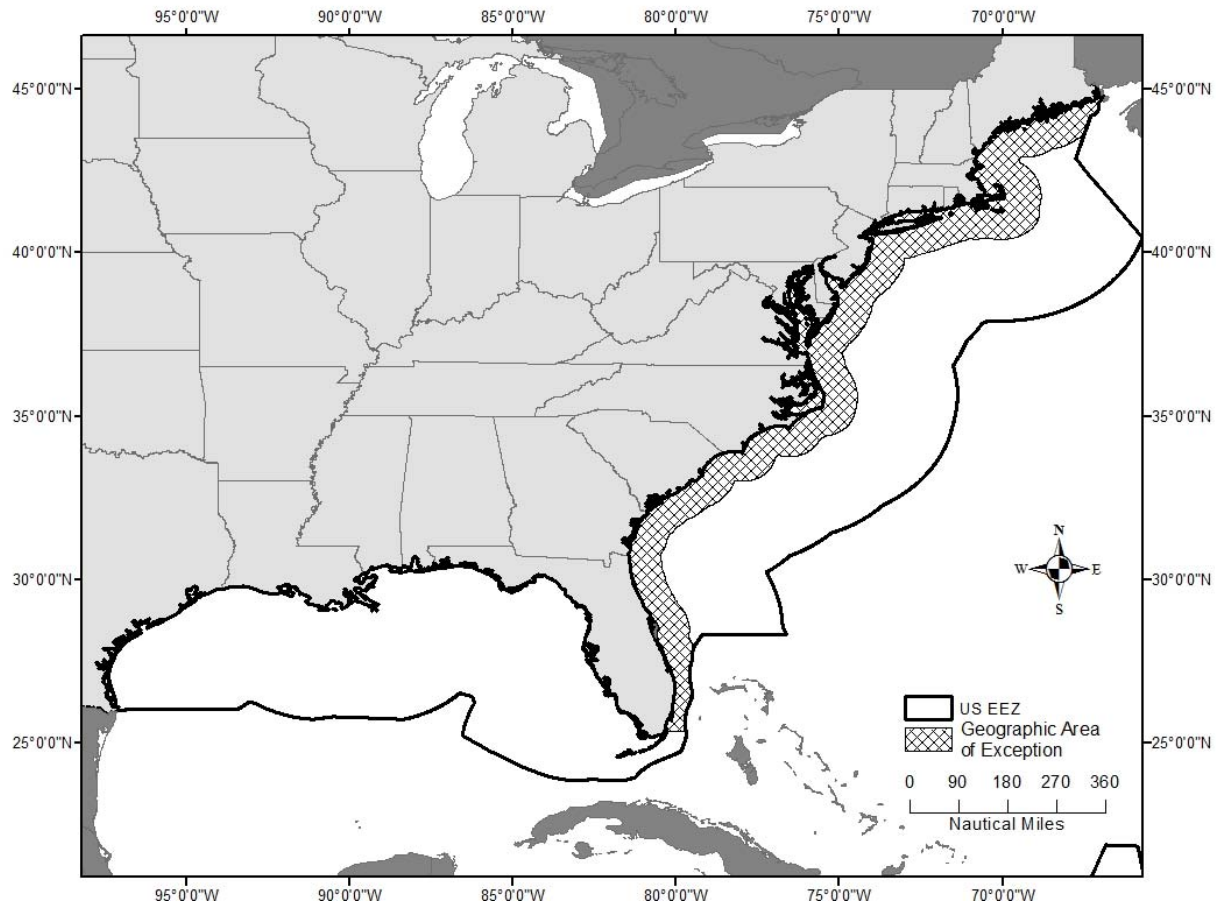 95°0'0"W 90°0'0"W 85°0'0"W 80°0'0"W 75°0'0"W 70°0'0"W
45°0'0"N 45°0'0"N
40°0'0"N 40°0'0"N
35°0'0"N 35°0'0"N
30°0'0"N 30°0'0"N
N
W E
S
US EEZ
Geographic Area
of Exception
25°0'0"N 25°0'0"N
0 90 180 270 360
Nautical Miles
95°0'0"W 90°0'0"W 85°0'0"W 80°0'0"W 75°0'0"W 70°0'0"W